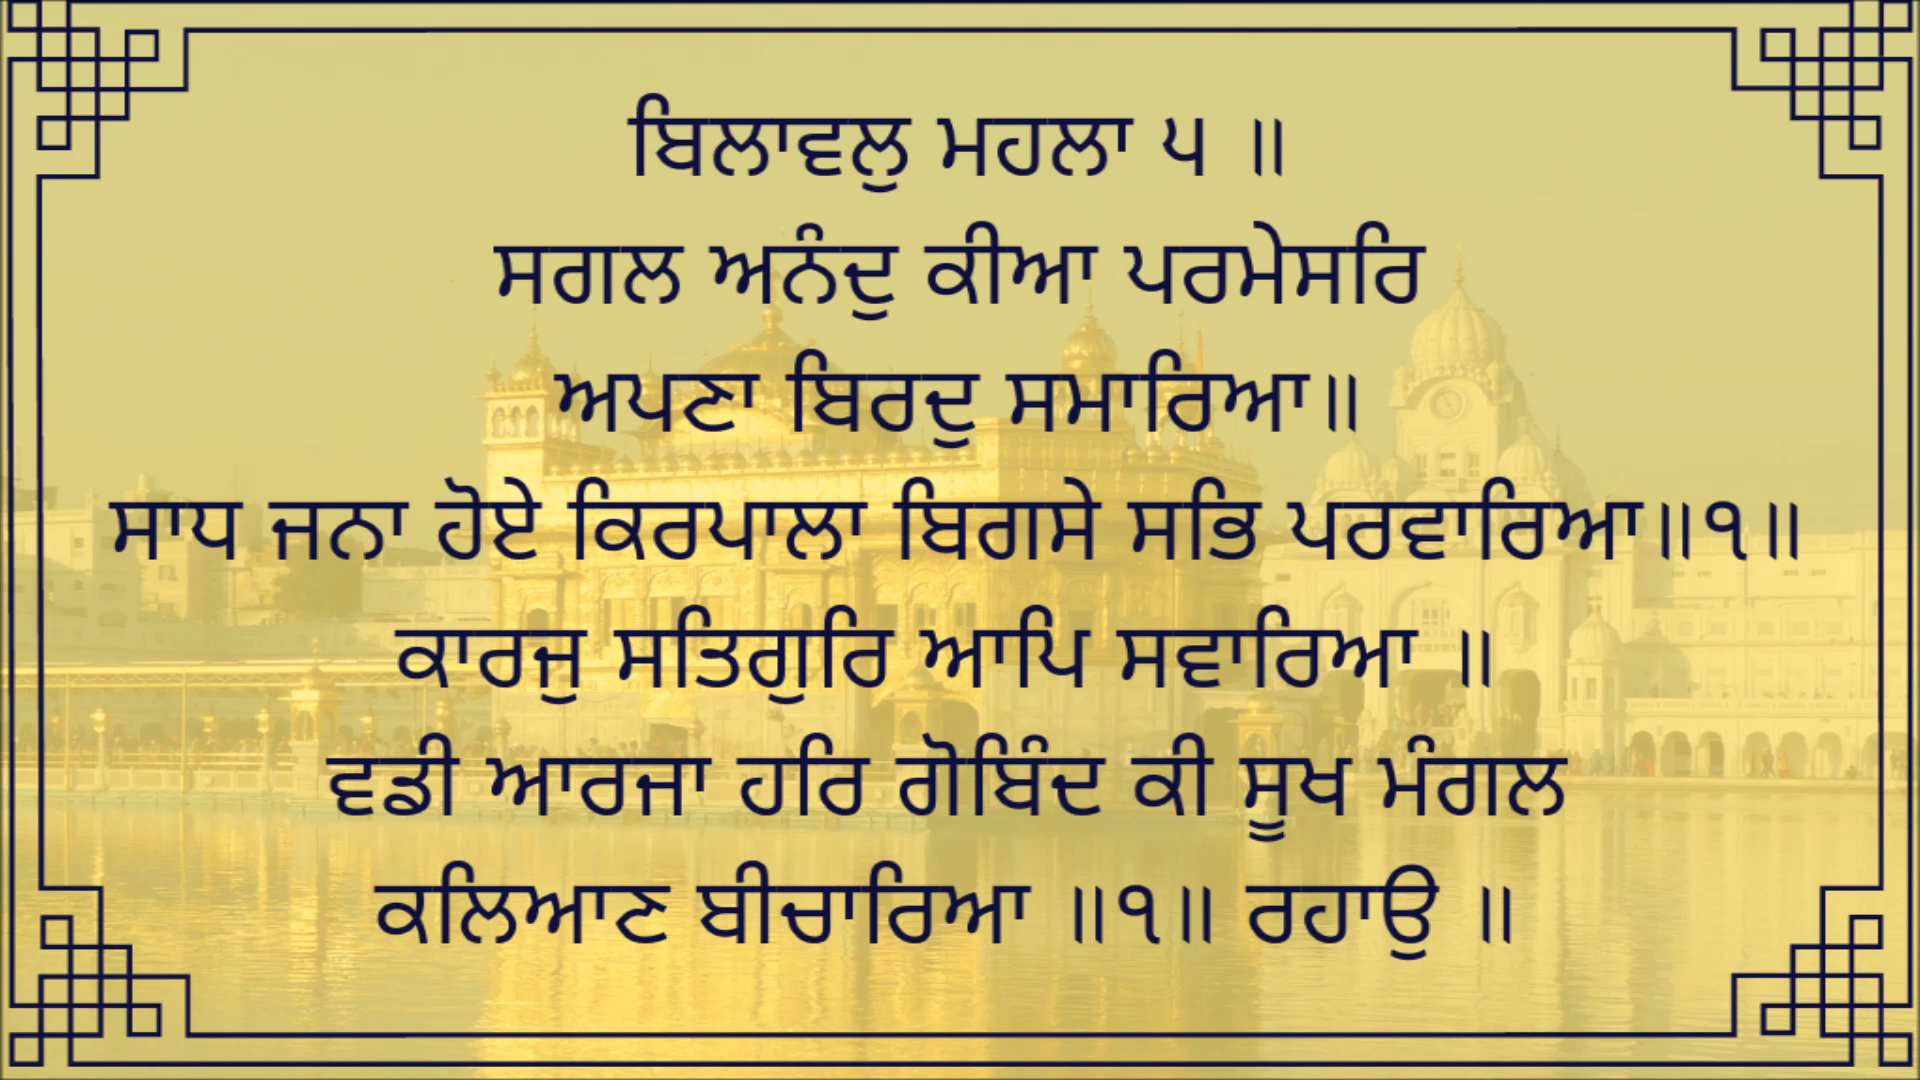 ਬਿਲਾਵਲੁ ਮਹਲਾ ੫ ॥
ਸਗਲ ਅਨੰਦੁ ਕੀਆ ਪਰਮੇਸਰਿ
ਅਪਣਾ ਬਿਰਦੁ ਸਮਾਰਿਆ॥
ਸਾਧ ਜਨਾ ਹੋਏ ਕਿਰਪਾਲਾ ਬਿਗਸੇ ਸਭਿ ਪਰਵਾਰਿਆ॥੧॥
ਕਾਰਜੁ ਸਤਿਗੁਰਿ ਆਪਿ ਸਵਾਰਿਆ ॥
ਵਡੀ ਆਰਜਾ ਹਰਿ ਗੋਬਿੰਦ ਕੀ ਸੂਖ ਮੰਗਲ
ਕਲਿਆਣ ਬੀਚਾਰਿਆ ॥੧॥ ਰਹਾਉ ॥